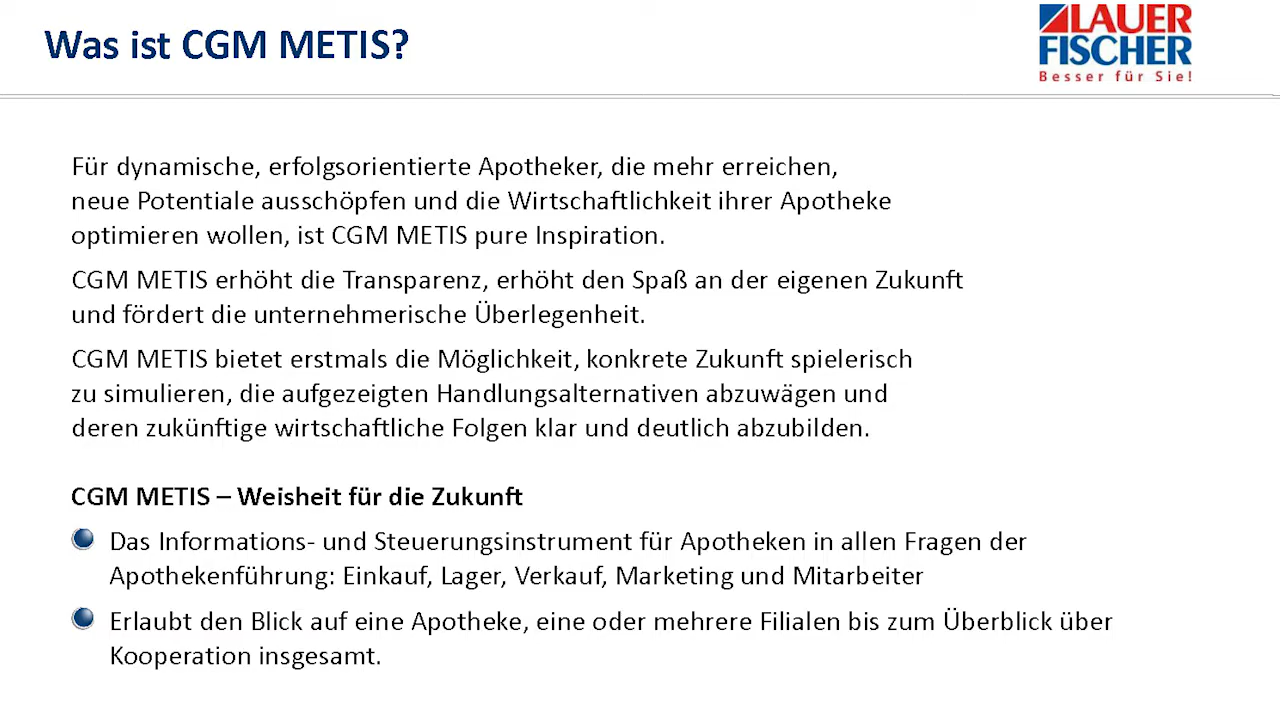 Was ist CGM METIS?
LAUER
FISCHER
Besser für Sie!
Für dynamische, erfolgsorientierte Apotheker, die mehr erreichen,
neue Potentiale ausschöpfen und die Wirtschaftlichkeit ihrer Apotheke
optimieren wollen, ist CGM METIS pure Inspiration.
CGM METIS erhöht die Transparenz, erhöht den Spaß an der eigenen Zukunft
und fördert die unternehmerische Überlegenheit.
CGM METIS bietet erstmals die Möglichkeit, konkrete Zukunft spielerisch
zu simulieren, die aufgezeigten Handlungsalternativen abzuwägen und
deren zukünftige wirtschaftliche Folgen klar und deutlich abzubilden.
CGM METIS – Weisheit für die Zukunft
Das Informations- und Steuerungsinstrument für Apotheken in allen Fragen der
Apothekenführung: Einkauf, Lager, Verkauf, Marketing und Mitarbeiter
Erlaubt den Blick auf eine Apotheke, eine oder mehrere Filialen bis zum Überblick über
Kooperation insgesamt.